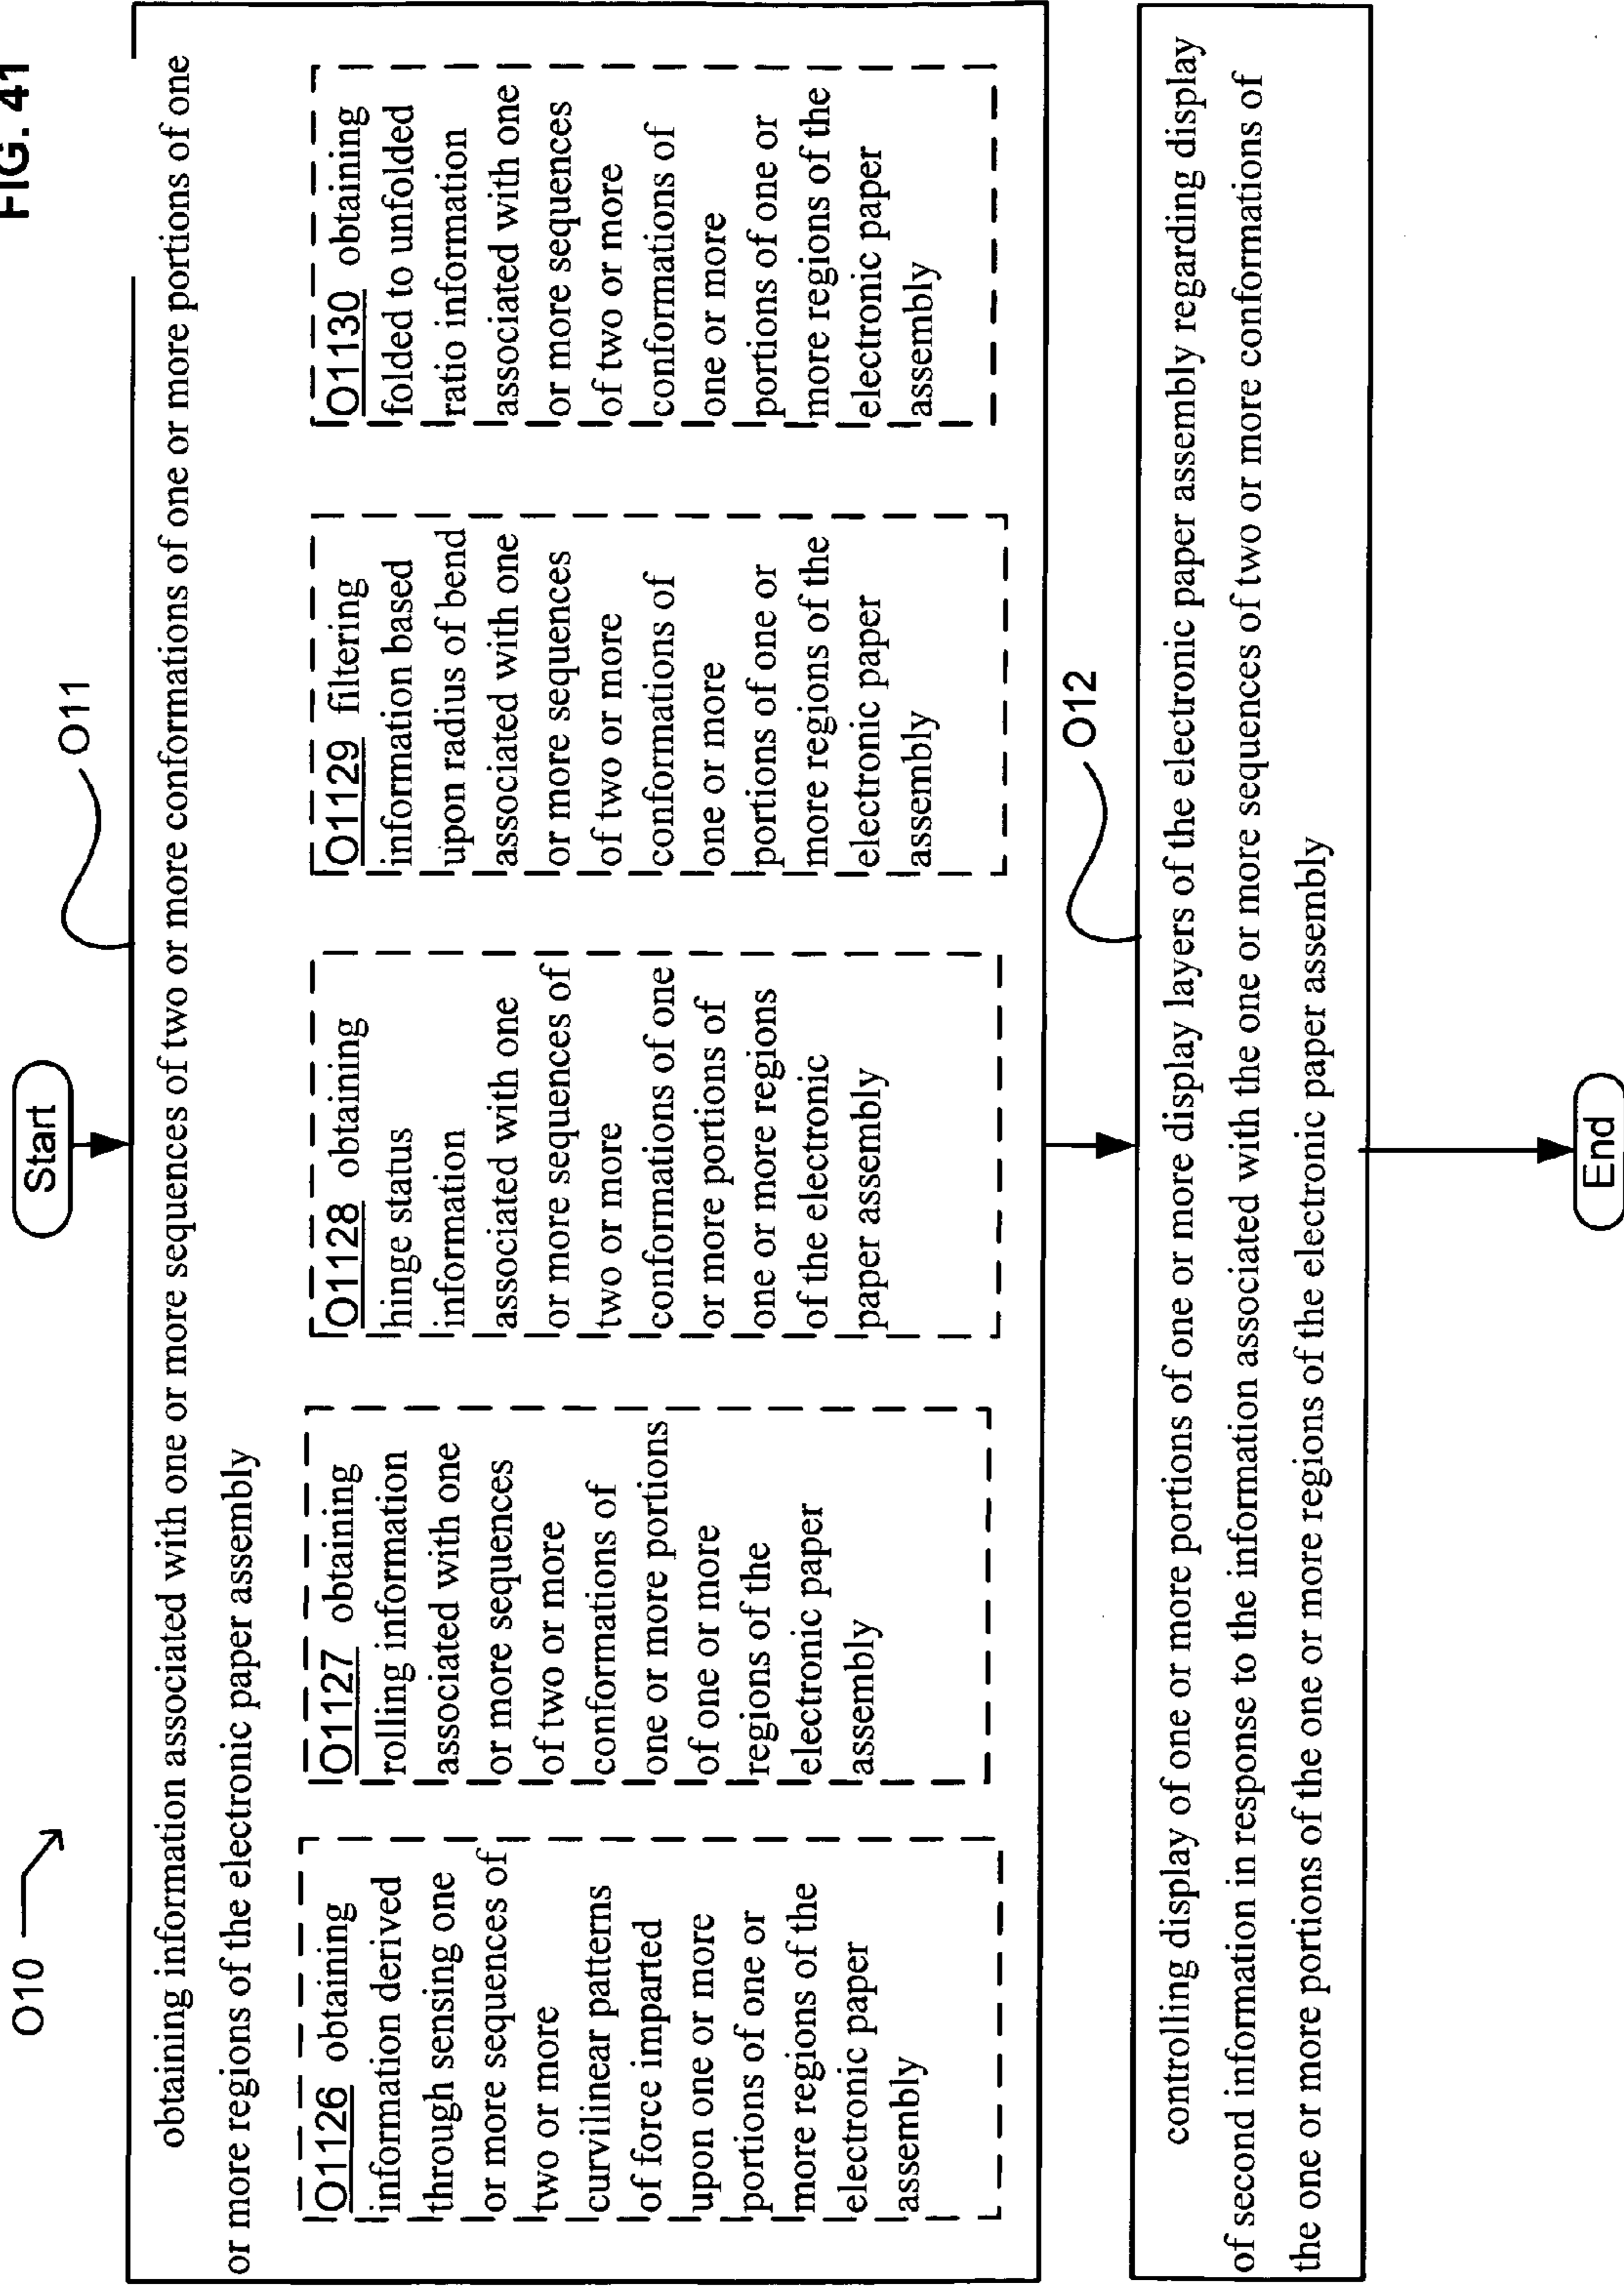 FIG. 41
O10
Start
O11
obtaining information associated with one or more sequences of two or more conformations of one or more portions of one
or more regions of the electronic paper assembly
O1126 obtaining
information derived
through sensing one
or more sequences of
two or more
curvilinear patterns
of force imparted
upon one or more
portions of one or
more regions of the
electronic paper
assembly
O1127 obtaining
rolling information
associated with one
or more sequences
of two or more
conformations of
one or more portions
of one or more
regions of the
electronic paper
assembly
O1128 obtaining
hinge status
information
associated with one
or more sequences of
two or more
conformations of one
or more portions of
one or more regions
of the electronic
paper assembly
O1129 filtering
information based
upon radius of bend
associated with one
or more sequences
of two or more
conformations of
one or more
portions of one or
more regions of the
electronic paper
assembly
O1130 obtaining
folded to unfolded
ratio information
associated with one
or more sequences
of two or more
conformations of
one or more
portions of one or
more regions of the
electronic paper
assembly
O12
controlling display of one or more portions of one or more display layers of the electronic paper assembly regarding display
of second information in response to the information associated with the one or more sequences of two or more conformations of
the one or more portions of the one or more regions of the electronic paper assembly
End